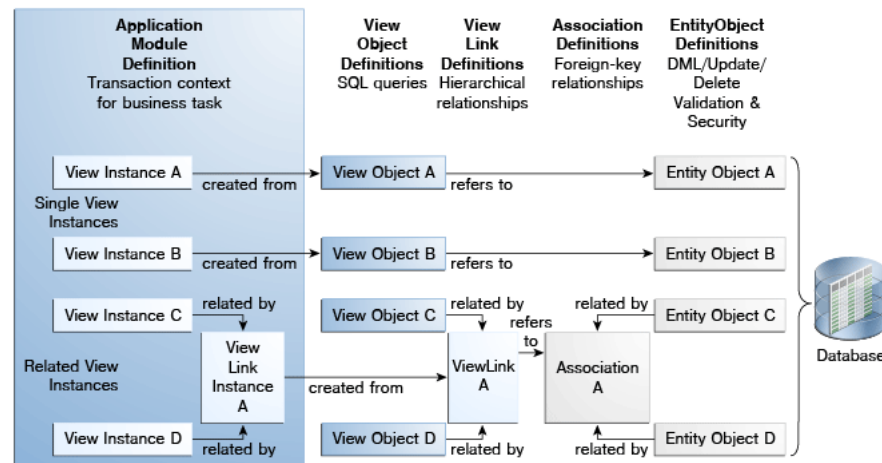 Application
Module
Definition
Transaction context
for business task
View
Object
Definitions
SQL queries
View
Link
Definitions
Hierarchical
relationships
Association
Definitions
Foreign-key
relationships
EntityObject
Definitions
DML/Update/
Delete
Validation &
Security
View Instance A
created from
View Object A
refers to
Entity Object A
Single View
Instances
View Instance B
created from
View Object B
refers to
Entity Object B
View Instance C
related by
View Object C
related by
refers
to
related by
Entity Object C
Related View
Instances
View
Link
Instance
A
created from
ViewLink
A
Association
A
Database
View Instance D
related by
View Object D
related by
related by
Entity Object D